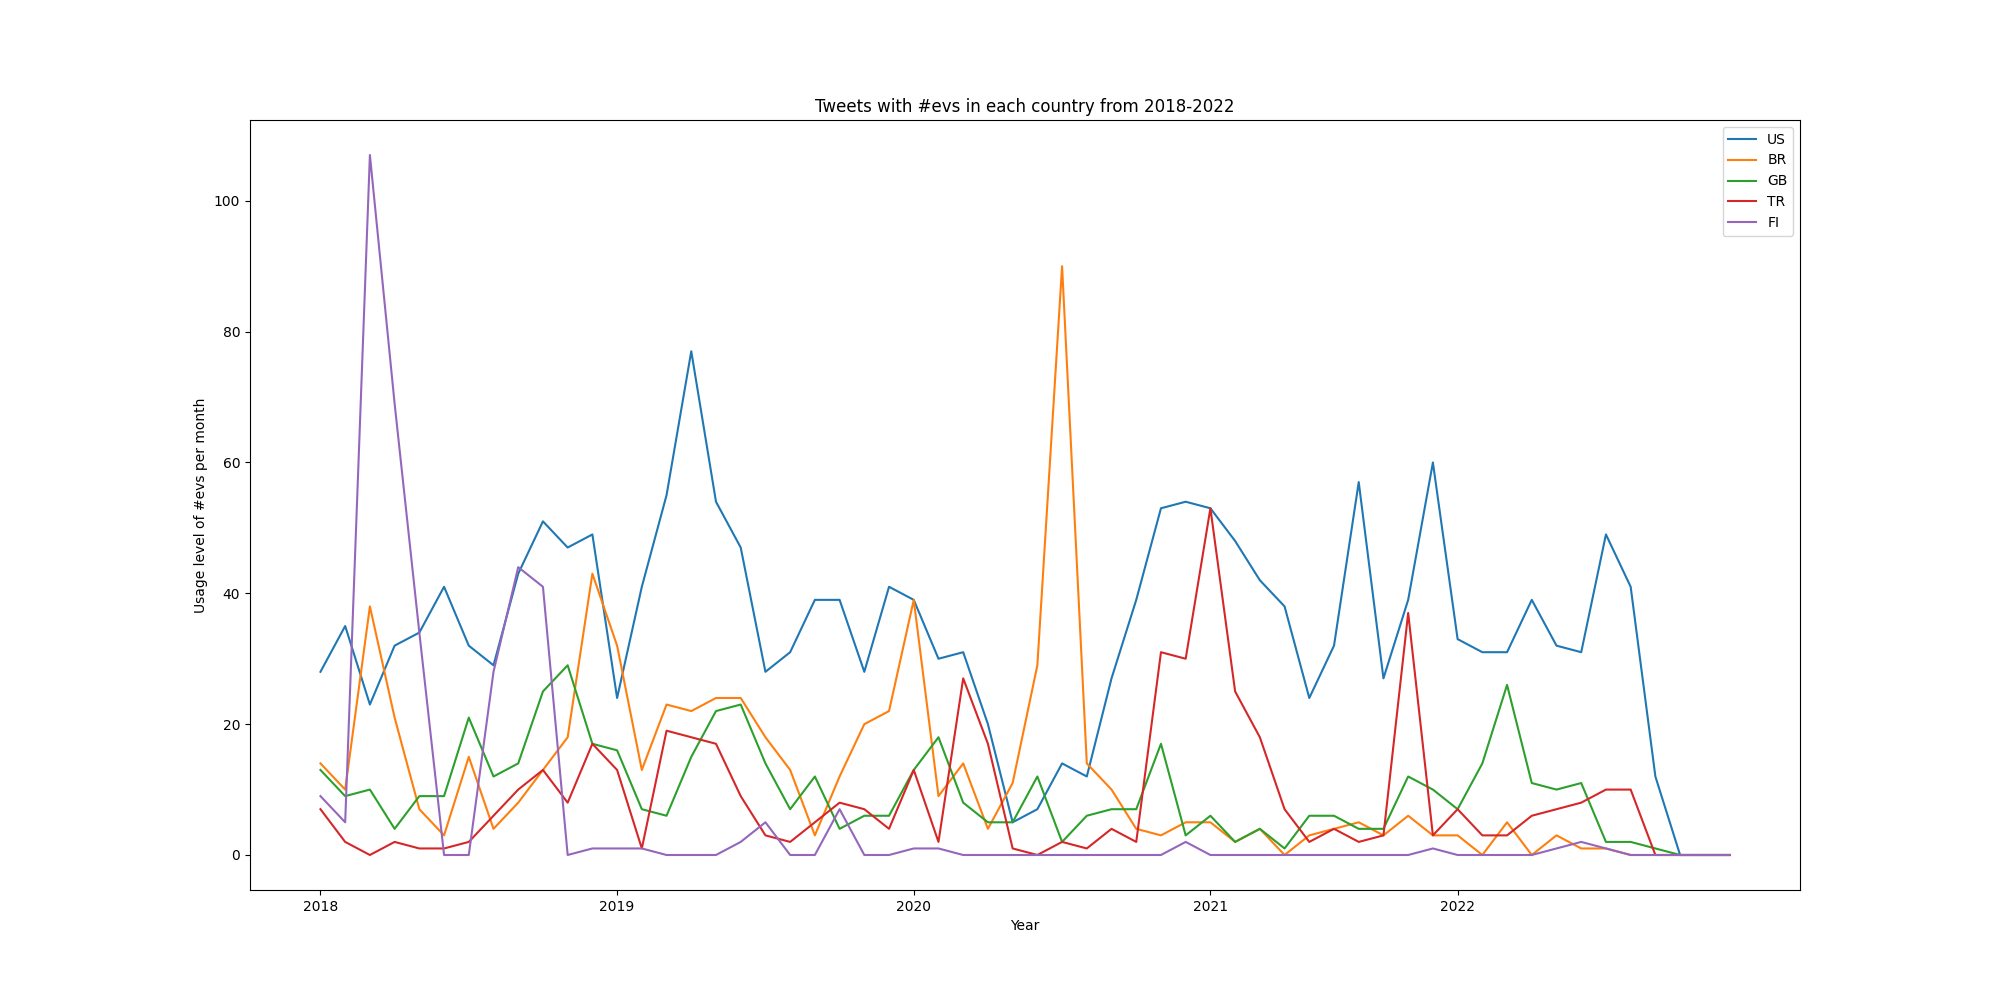 Tweets with #evs in each country from 2018-2022
US
BR
GB
TR
FI
100
80
60
40
20
0
Usage level of #evs per month
2018 2019 2020 2021 2022
Year